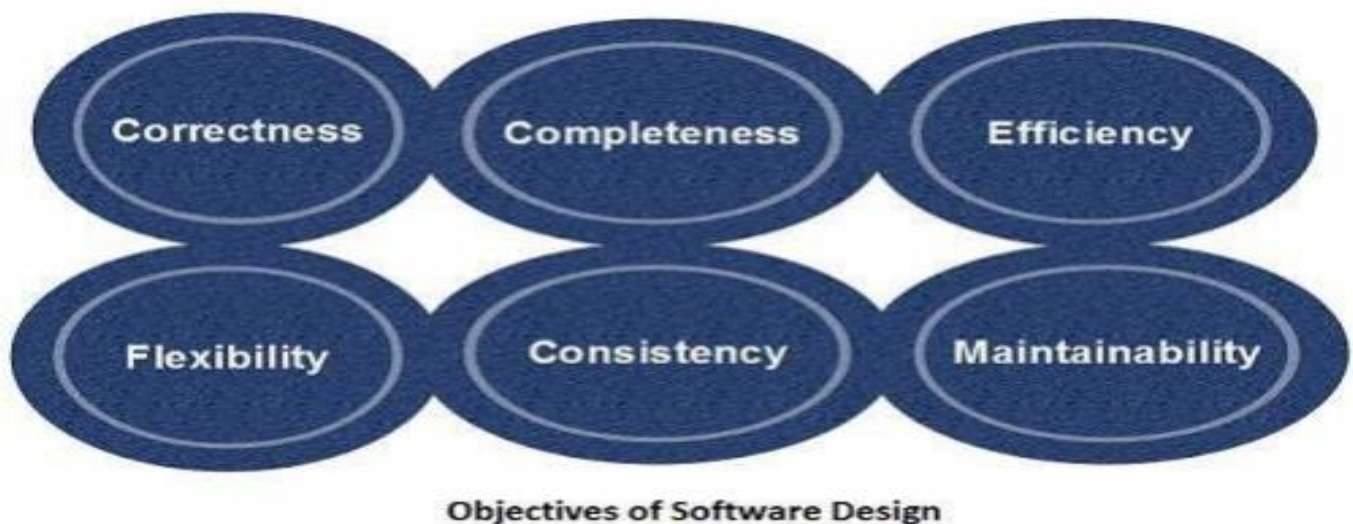 Correctness Completeness Efficiency
Flexibility Consistency Maintainability
Objectives of Software Design